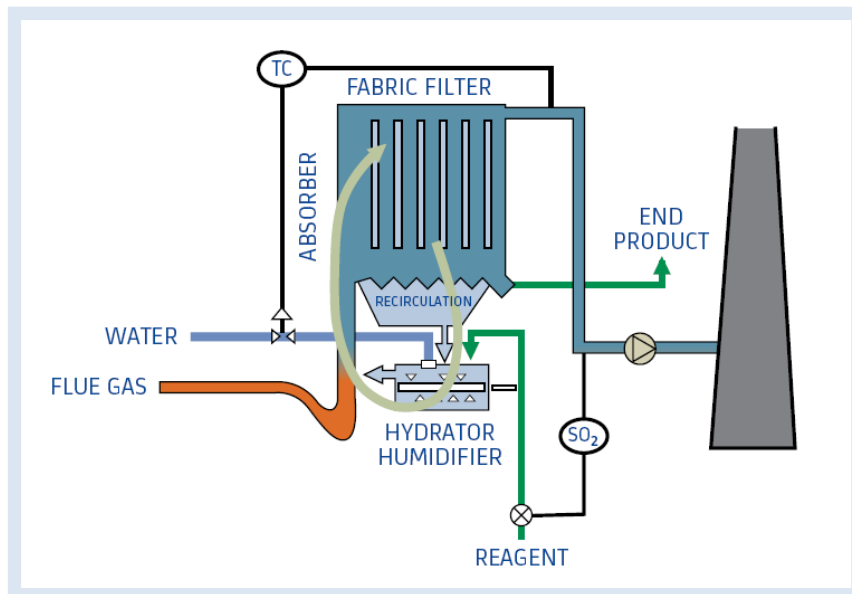 TC
FABRIC FILTER
ABSORBER
END
PRODUCT
RECIRCULATION
WATER
FLUE GAS
HYDRATOR
HUMIDIFIER
SO₂
REAGENT